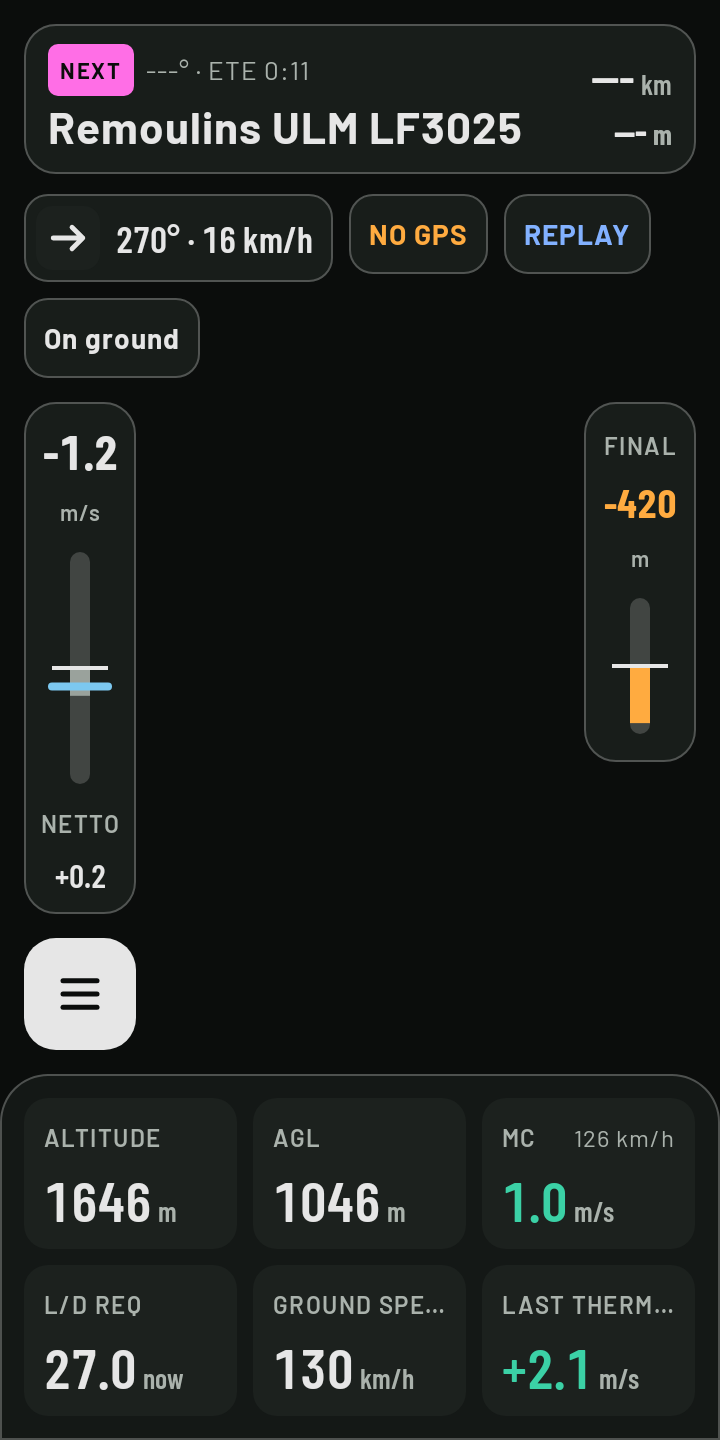 NEXT ---° · ETE 0:11
--- km
Remoulins ULM LF3025
--- m
270° · 16 km/h
NO GPS
REPLAY
On ground
-1.2
m/s
NETTO
+0.2
FINAL
-420
m
ALTITUDE
1646 m
AGL
1046 m
MC 126 km/h
1.0 m/s
L/D REQ
27.0 now
GROUND SPE...
130 km/h
LAST THERM...
+2.1 m/s